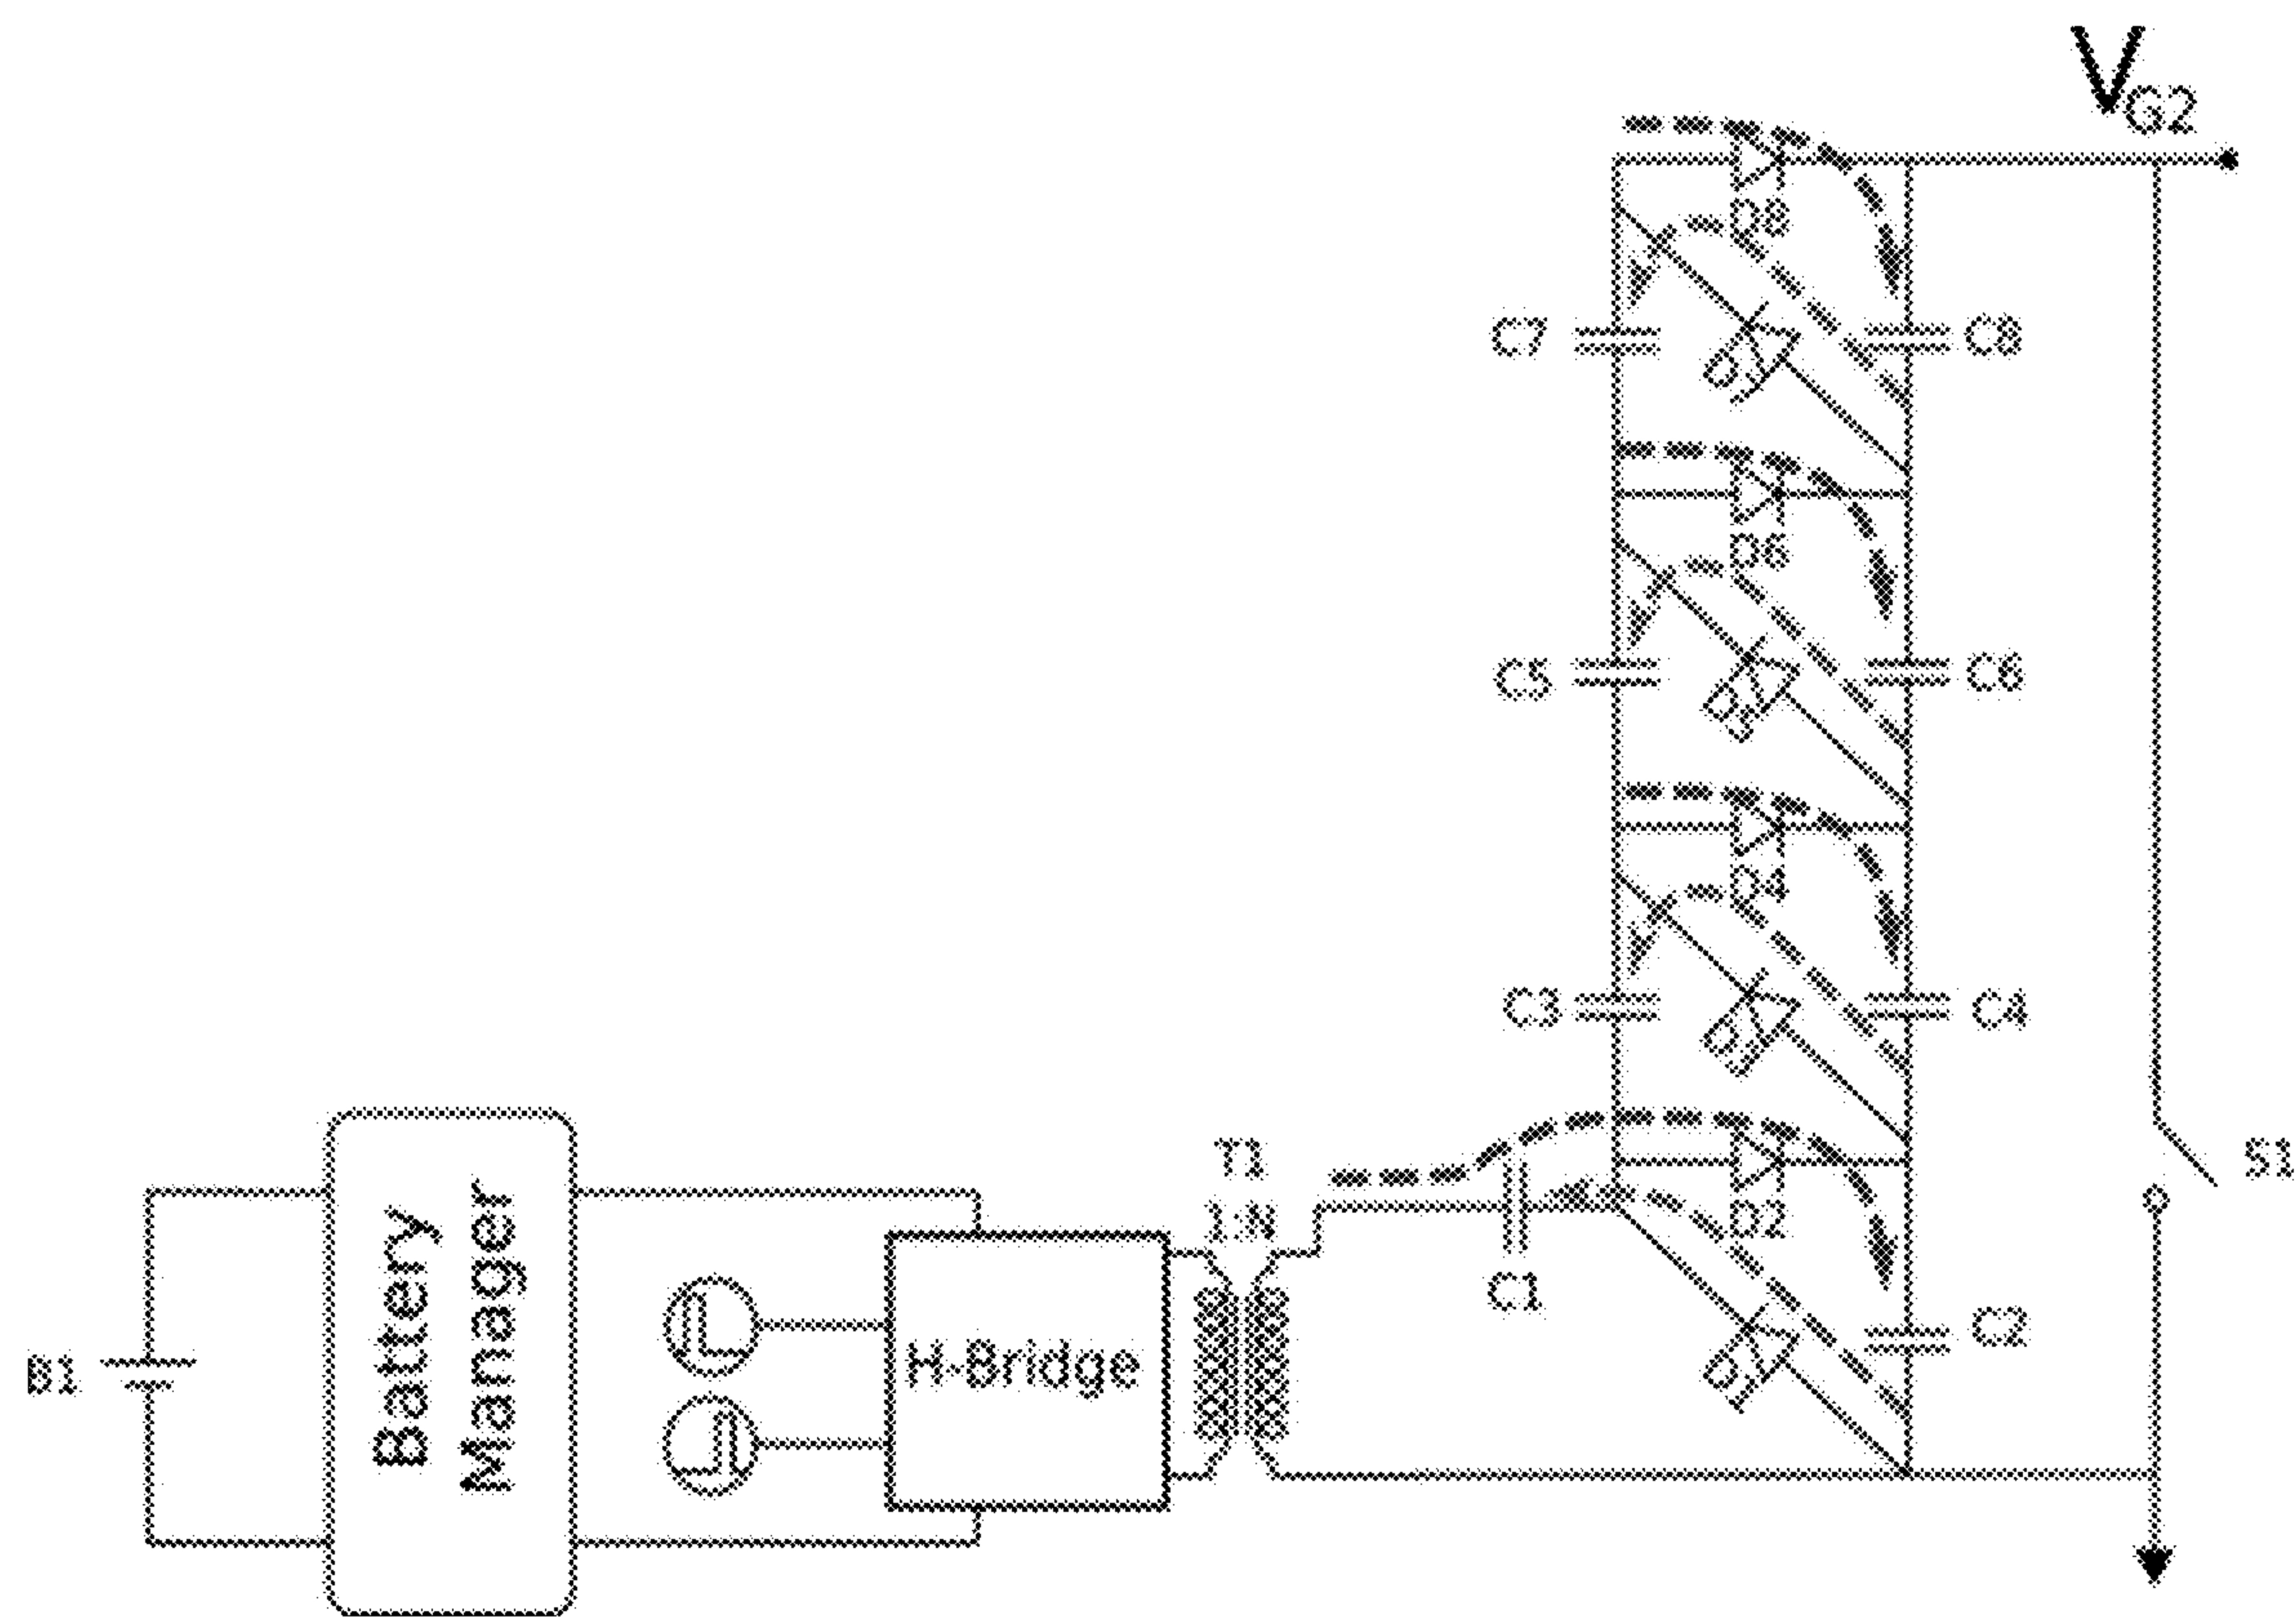 VG2
D8
C7
C8
D7
D6
C5
C6
D5
D4
C3
C4
D3
T1
S1
1:N
D2
C1
C2
D1
B1
Battery
Manager
H-Bridge